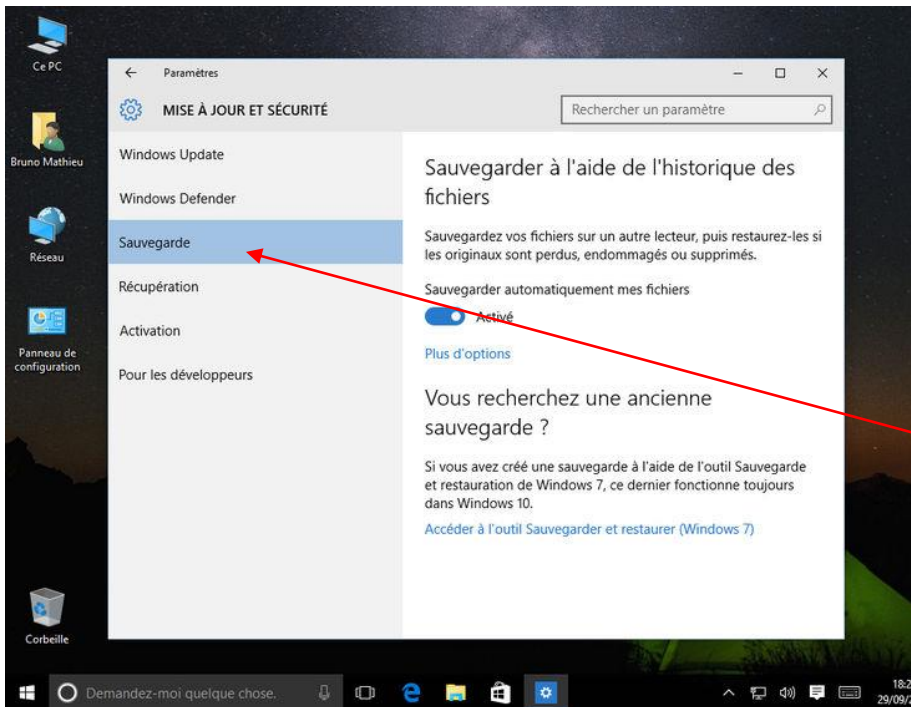 Ce PC
Bruno Mathieu
Réseau
Panneau de
configuration
Corbeille
Paramètres
MISE À JOUR ET SÉCURITÉ
Rechercher un paramètre
Windows Update
Windows Defender
Sauvegarde
Récupération
Activation
Pour les développeurs
Sauvegarder à l'aide de l'historique des
fichiers
Sauvegardez vos fichiers sur un autre lecteur, puis restaurez-les si
les originaux sont perdus, endommagés ou supprimés.
Sauvegarder automatiquement mes fichiers
Activé
Plus d'options
Vous recherchez une ancienne
sauvegarde ?
Si vous avez créé une sauvegarde à l'aide de l'outil Sauvegarde
et restauration de Windows 7, ce dernier fonctionne toujours
dans Windows 10.
Accéder à l'outil Sauvegarder et restaurer (Windows 7)
Demandez-moi quelque chose.
18:2
29/09/